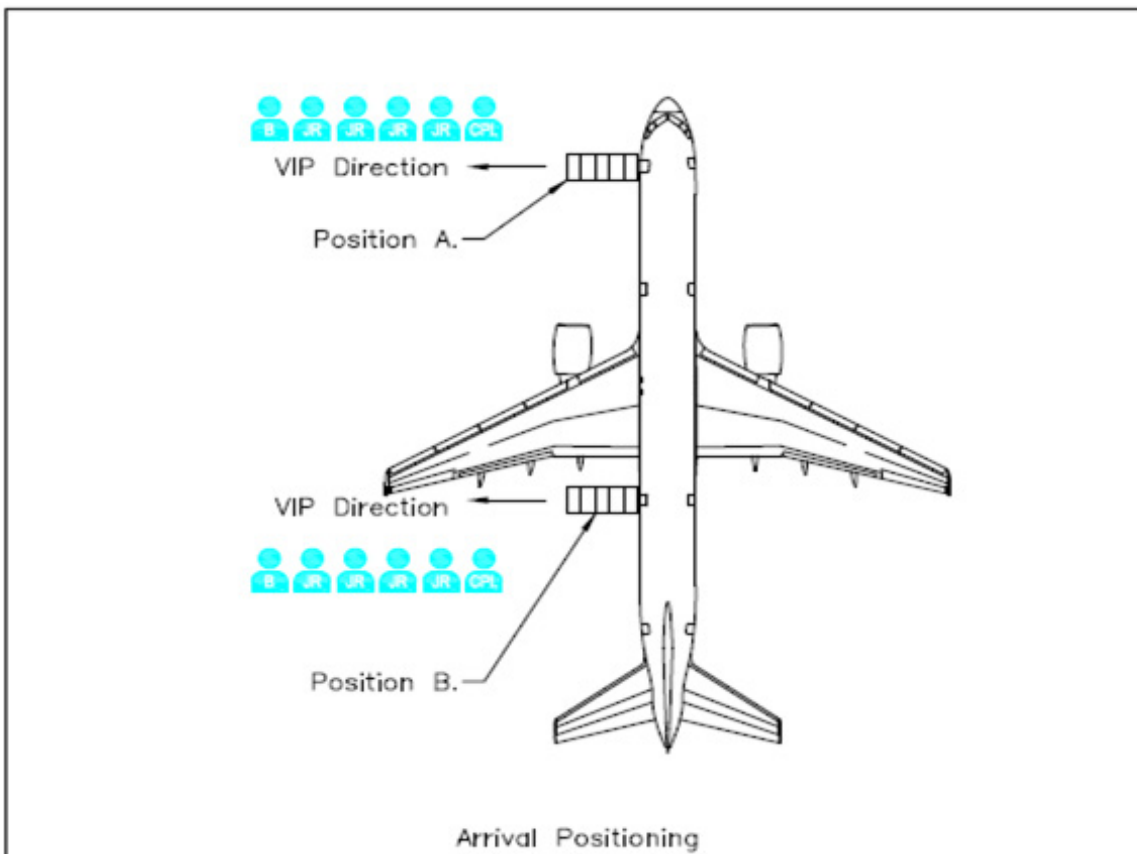 B JR JR JR JR CPL
VIP Direction
Position A.
VIP Direction
B JR JR JR JR CPL
Position B.
Arrival Positioning